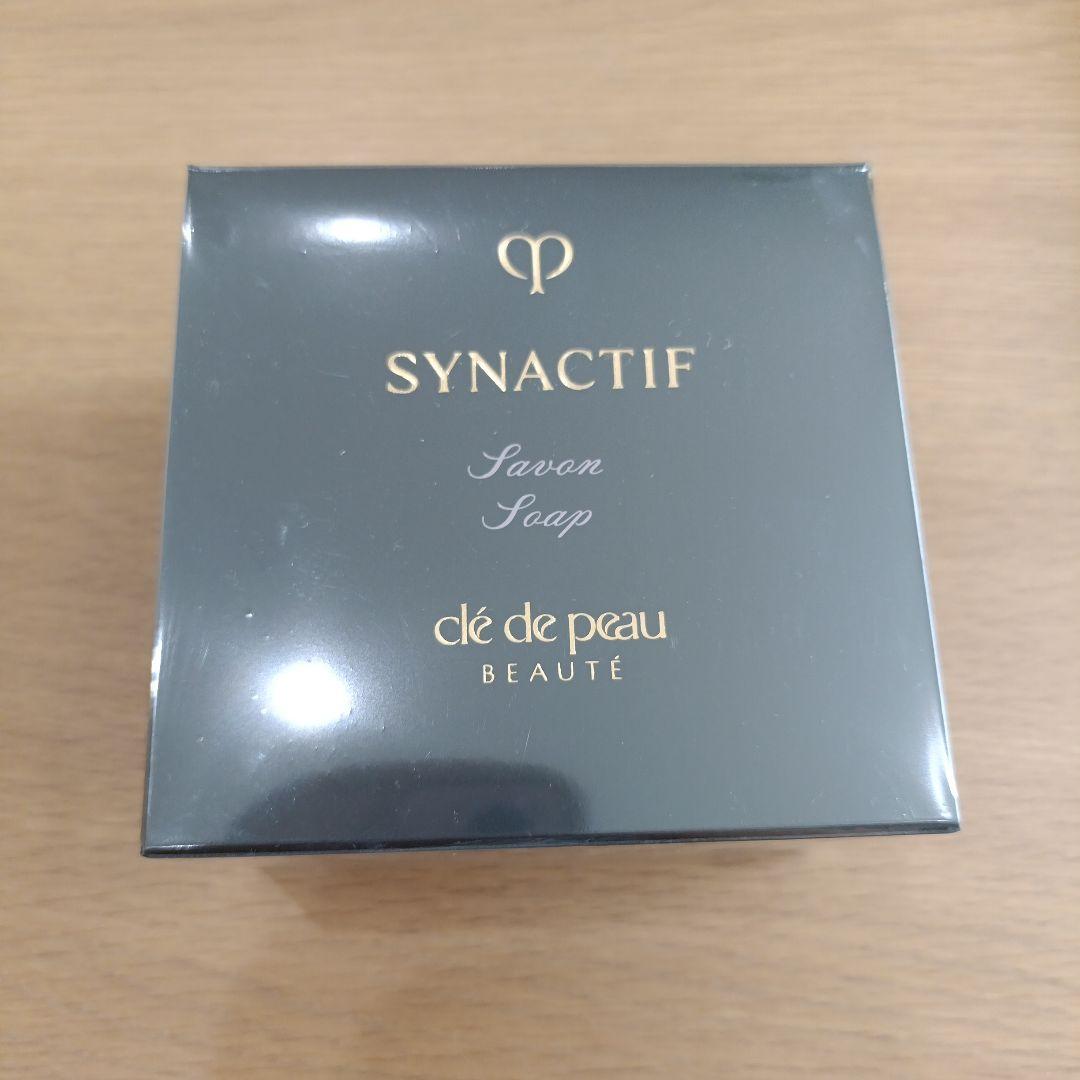 SYNACTIF
Savon
Soap
clé de peau
BEAUTÉ